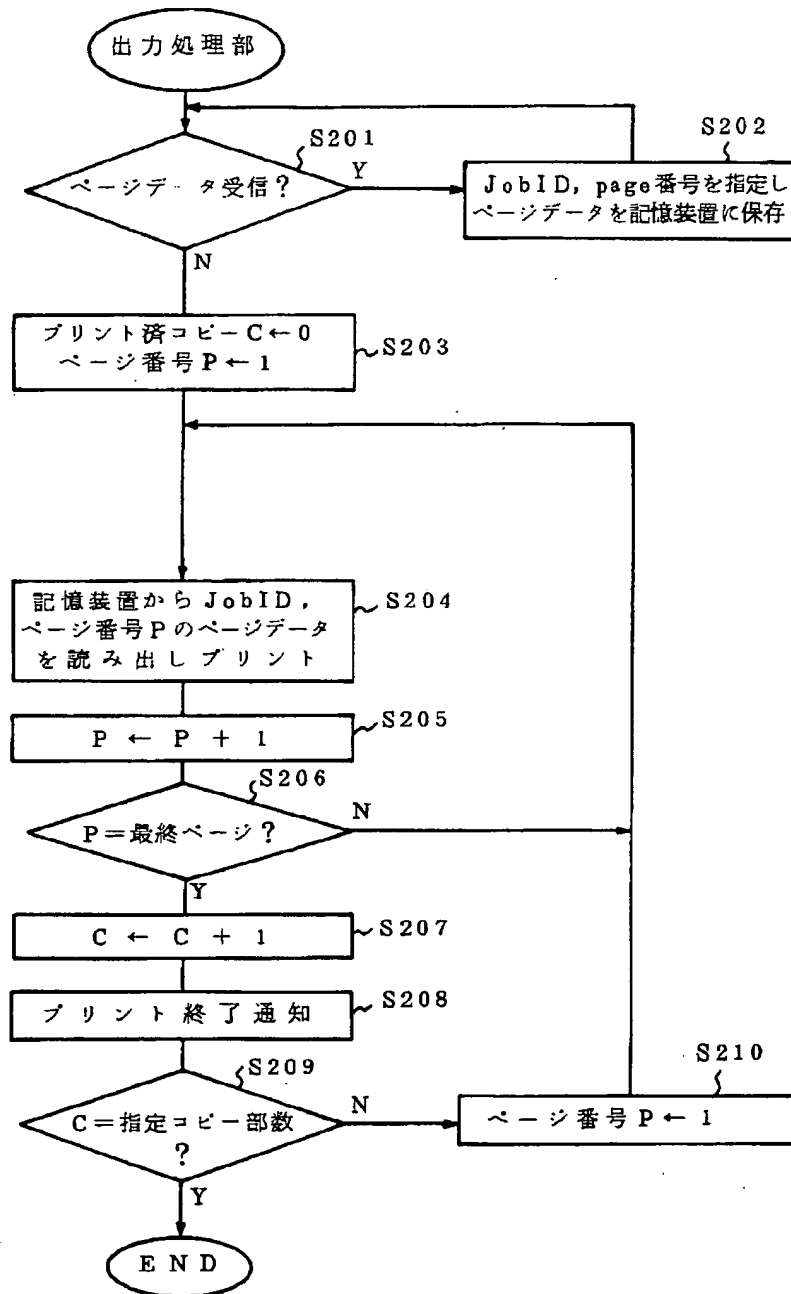 出力処理部
S201
ページデータ受信?
Y
S202
JobID, page番号を指定し
ページデータを記憶装置に保存
N
プリント済コピーC←0
ページ番号P←1
S203
記憶装置からJobID,
ページ番号Pのページデータ
を読み出しプリント
S204
P ← P + 1
S205
S206
P=最終ページ?
N
Y
C ← C + 1
S207
プリント終了通知
S208
S209
C=指定コピー部数
?
N
S210
ページ番号P←1
Y
END